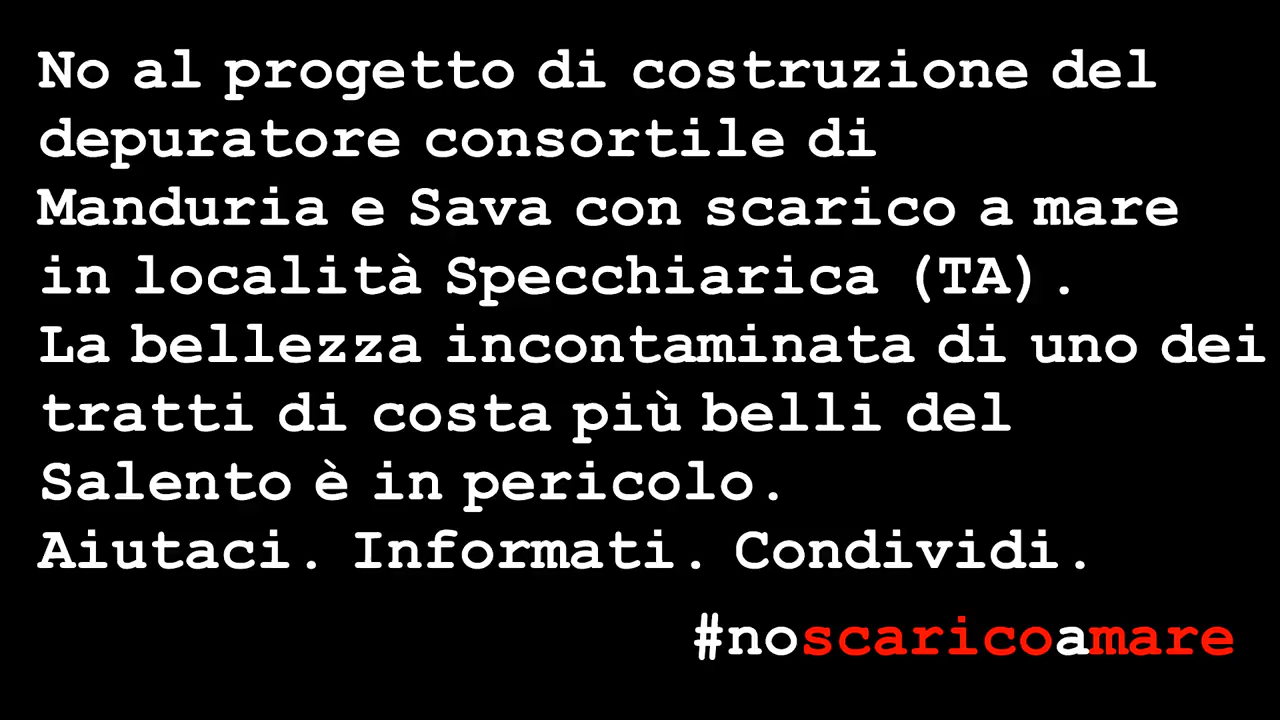 No al progetto di costruzione del
depuratore consortile di
Manduria e Sava con scarico a mare
in località Specchiarica (TA).
La bellezza incontaminata di uno dei
tratti di costa più belli del
Salento è in pericolo.
Aiutaci. Informati. Condividi.
#noscaricoamare